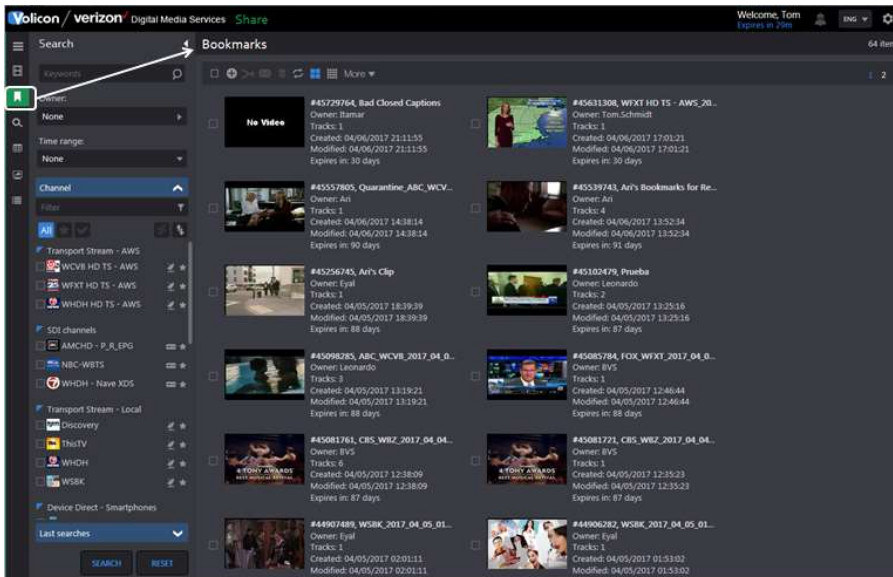 Volicon / verizon✓ Digital Media Services Share
Welcome, Tom
Expires in 29m
ENG
Search
Bookmarks
64 item
Keywords
More
1 2
Owner:
None
Time range:
None
Channel
Filter
All
Transport Stream - AWS
WCVB HD TS - AWS
WFXT HD TS - AWS
WHDH HD TS - AWS
SDI channels
AMCHD - P_R_EPG
NBC-WBTS
WHDH - Nave XDS
Transport Stream - Local
Discovery
ThisTV
WHDH
WSBK
Device Direct - Smartphones
Last searches
SEARCH RESET
No Video
#45729764, Bad Closed Captions
Owner: Itamar
Tracks: 1
Created: 04/06/2017 21:11:55
Modified: 04/06/2017 21:11:55
Expires in: 30 days
#45631308, WFXT HD TS - AWS_20...
Owner: Tom.Schmidt
Tracks: 1
Created: 04/06/2017 17:01:21
Modified: 04/06/2017 17:01:21
Expires in: 30 days
#45557805, Quarantine_ABC_WCV...
Owner: Ari
Tracks: 1
Created: 04/06/2017 14:38:14
Modified: 04/06/2017 14:38:14
Expires in: 90 days
#45539743, Ari's Bookmarks for Re...
Owner: Ari
Tracks: 4
Created: 04/06/2017 13:52:34
Modified: 04/06/2017 13:52:34
Expires in: 91 days
#45256745, Ari's Clip
Owner: Eyal
Tracks: 1
Created: 04/05/2017 18:39:39
Modified: 04/05/2017 18:39:39
Expires in: 88 days
#45102479, Prueba
Owner: Leonardo
Tracks: 2
Created: 04/05/2017 13:25:16
Modified: 04/05/2017 13:25:16
Expires in: 87 days
#45098285, ABC_WCVB_2017_04_0...
Owner: Leonardo
Tracks: 3
Created: 04/05/2017 13:19:21
Modified: 04/05/2017 13:19:21
Expires in: 88 days
#45085784, FOX_WFXT_2017_04_0...
Owner: BVS
Tracks: 1
Created: 04/05/2017 12:46:44
Modified: 04/05/2017 12:46:44
Expires in: 88 days
4 TONY AWARDS
BEST MUSICAL REVIVAL
#45081761, CBS_WBZ_2017_04_04...
Owner: BVS
Tracks: 6
Created: 04/05/2017 12:38:09
Modified: 04/05/2017 12:38:09
Expires in: 87 days
4 TONY AWARDS
BEST MUSICAL REVIVAL
#45081721, CBS_WBZ_2017_04_04...
Owner: BVS
Tracks: 1
Created: 04/05/2017 12:35:23
Modified: 04/05/2017 12:35:23
Expires in: 87 days
#44907489, WSBK_2017_04_05_01...
Owner: Eyal
Tracks: 1
Created: 04/05/2017 02:01:11
Modified: 04/05/2017 02:01:11
#44906282, WSBK_2017_04_05_01...
Owner: Eyal
Tracks: 1
Created: 04/05/2017 01:53:02
Modified: 04/05/2017 01:53:02